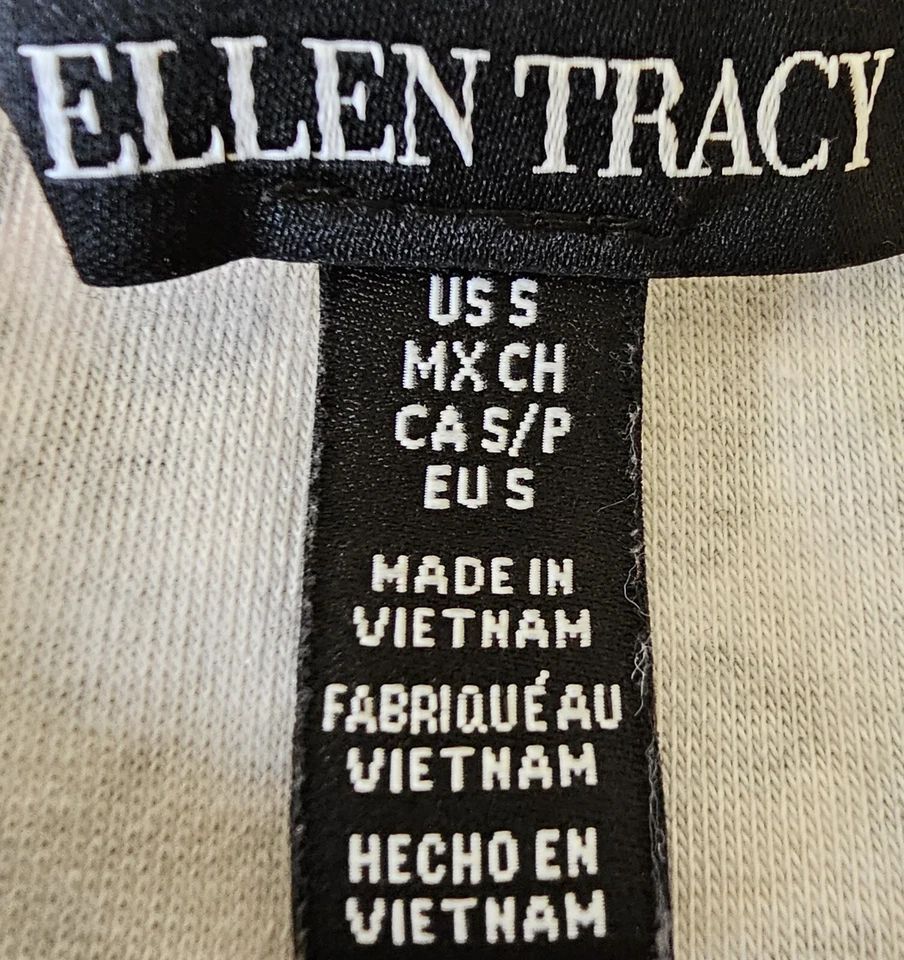 ELLEN TRACY
US S
MX CH
CA S/P
EU S
MADE IN
VIETNAM
FABRIQUÉ AU
VIETNAM
HECHO EN
VIETNAM